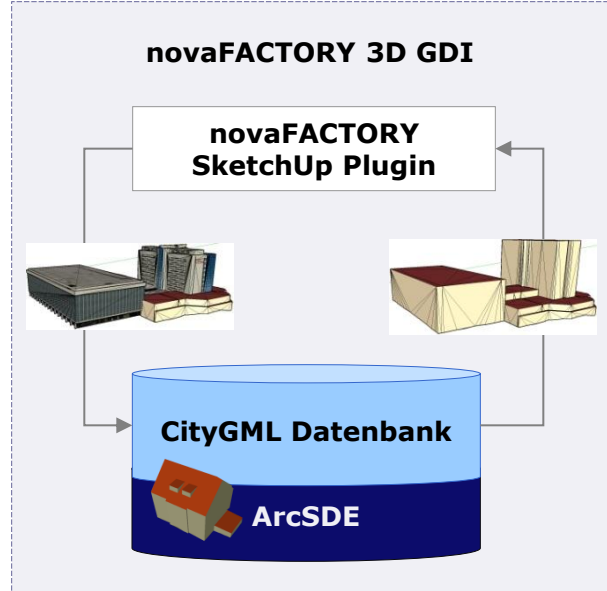 novaFACTORY 3D GDI
novaFACTORY
SketchUp Plugin
CityGML Datenbank
ArcSDE